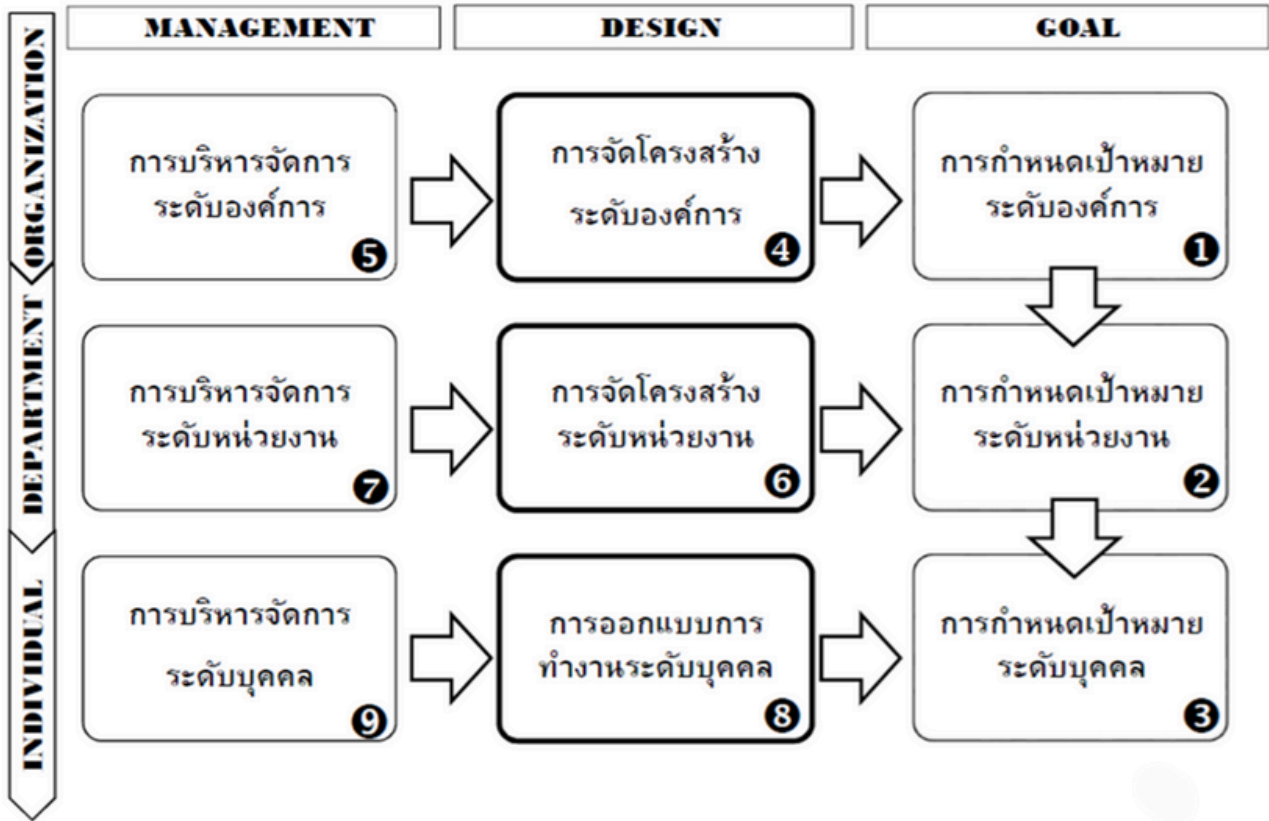 MANAGEMENT
DESIGN
GOAL
ORGANIZATION
การบริหารจัดการ
ระดับองค์การ
5
การจัดโครงสร้าง
ระดับองค์การ
4
การกำหนดเป้าหมาย
ระดับองค์การ
1
DEPARTMENT
การบริหารจัดการ
ระดับหน่วยงาน
7
การจัดโครงสร้าง
ระดับหน่วยงาน
6
การกำหนดเป้าหมาย
ระดับหน่วยงาน
2
INDIVIDUAL
การบริหารจัดการ
ระดับบุคคล
9
การออกแบบการ
ทำงานระดับบุคคล
8
การกำหนดเป้าหมาย
ระดับบุคคล
3